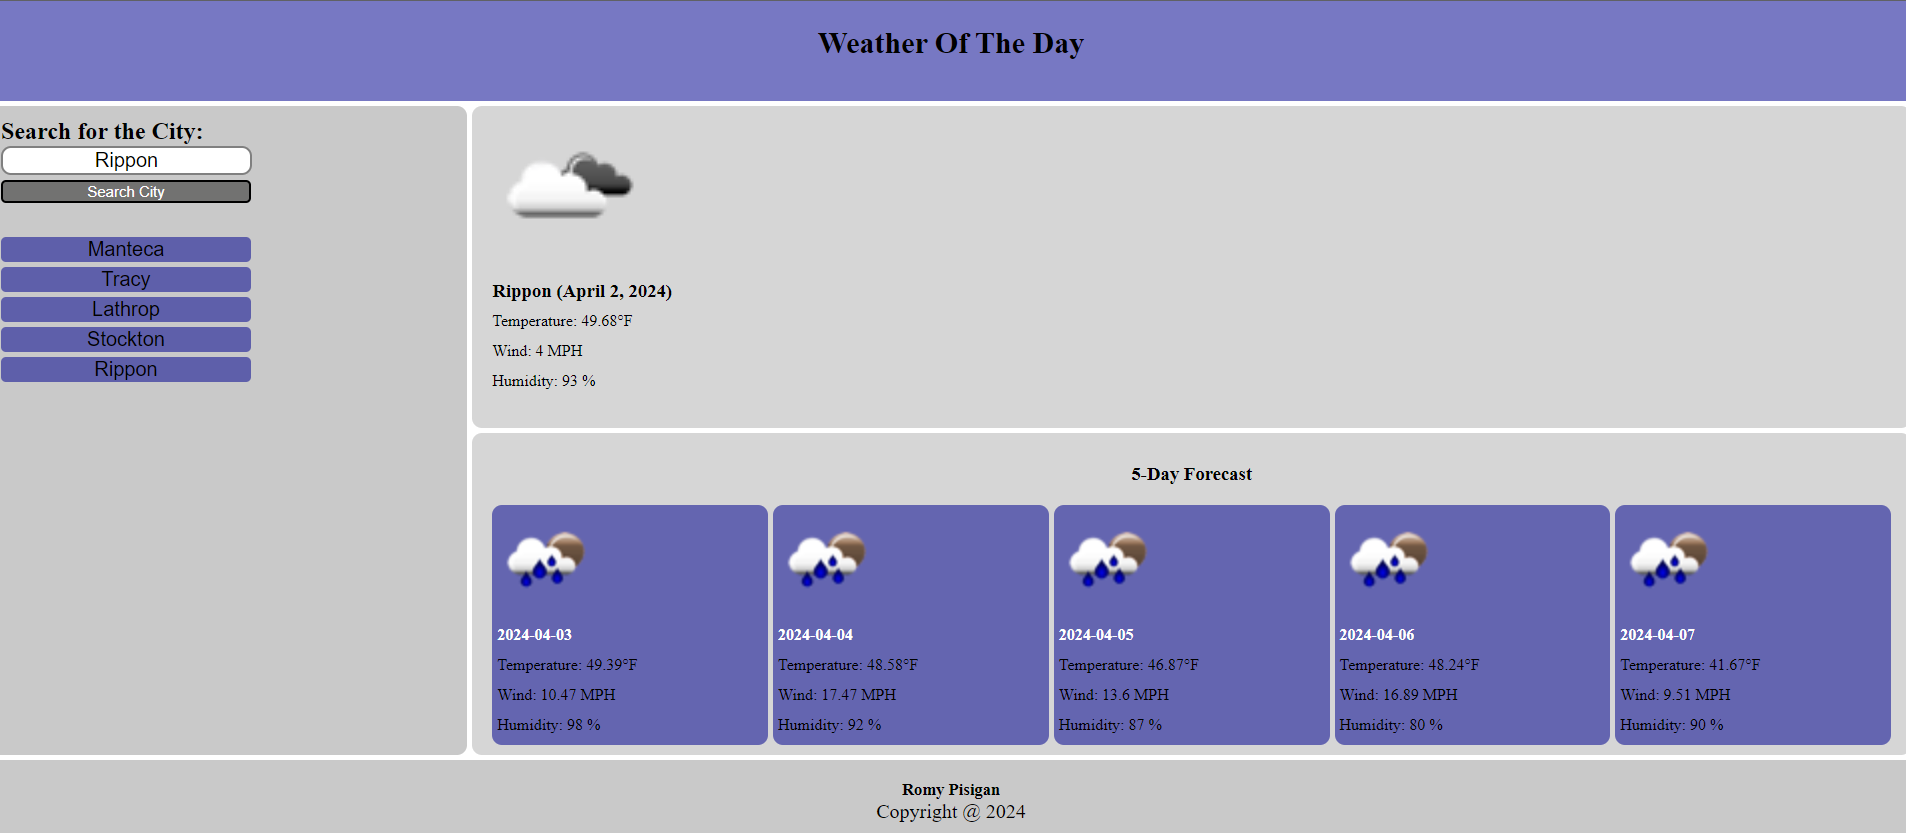 Weather Of The Day
Search for the City:
Rippon
Search City
Manteca
Tracy
Lathrop
Stockton
Rippon
Rippon (April 2, 2024)
Temperature: 49.68°F
Wind: 4 MPH
Humidity: 93 %
5-Day Forecast
2024-04-03
Temperature: 49.39°F
Wind: 10.47 MPH
Humidity: 98 %
2024-04-04
Temperature: 48.58°F
Wind: 17.47 MPH
Humidity: 92 %
2024-04-05
Temperature: 46.87°F
Wind: 13.6 MPH
Humidity: 87 %
2024-04-06
Temperature: 48.24°F
Wind: 16.89 MPH
Humidity: 80 %
2024-04-07
Temperature: 41.67°F
Wind: 9.51 MPH
Humidity: 90 %
Romy Pisigan
Copyright @ 2024